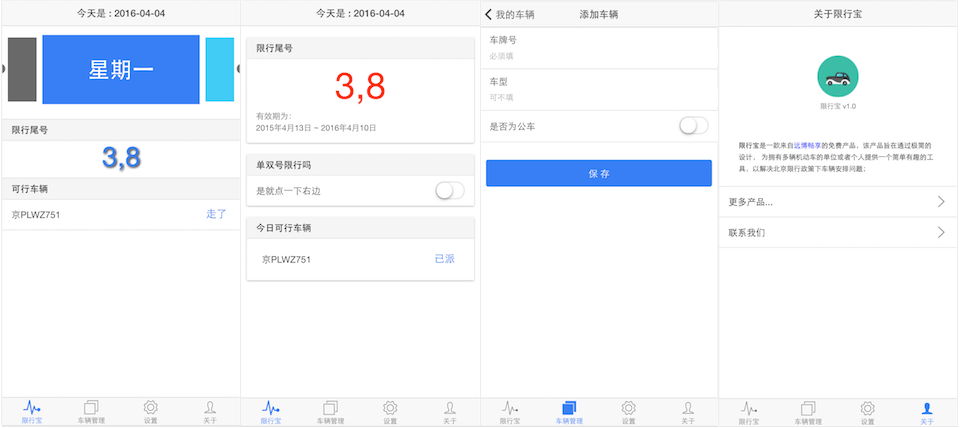 今天是 : 2016-04-04
星期一
限行尾号
3,8
可行车辆
京PLWZ751
走了
限行宝
车辆管理
设置
关于
今天是 : 2016-04-04
限行尾号
3,8
有效期为：
2015年4月13日 ~ 2016年4月10日
单双号限行吗
是就点一下右边
今日可行车辆
京PLWZ751
已派
限行宝
车辆管理
设置
关于
我的车辆
添加车辆
车牌号
必须填
车型
可不填
是否为公车
保 存
限行宝
车辆管理
设置
关于
关于限行宝
限行宝 v1.0
限行宝是一款来自远博畅享的免费产品，该产品旨在通过极简的
设计， 为拥有多辆机动车的单位或者个人提供一个简单有趣的工
具，以解决北京限行政策下车辆安排问题；
更多产品...
联系我们
限行宝
车辆管理
设置
关于